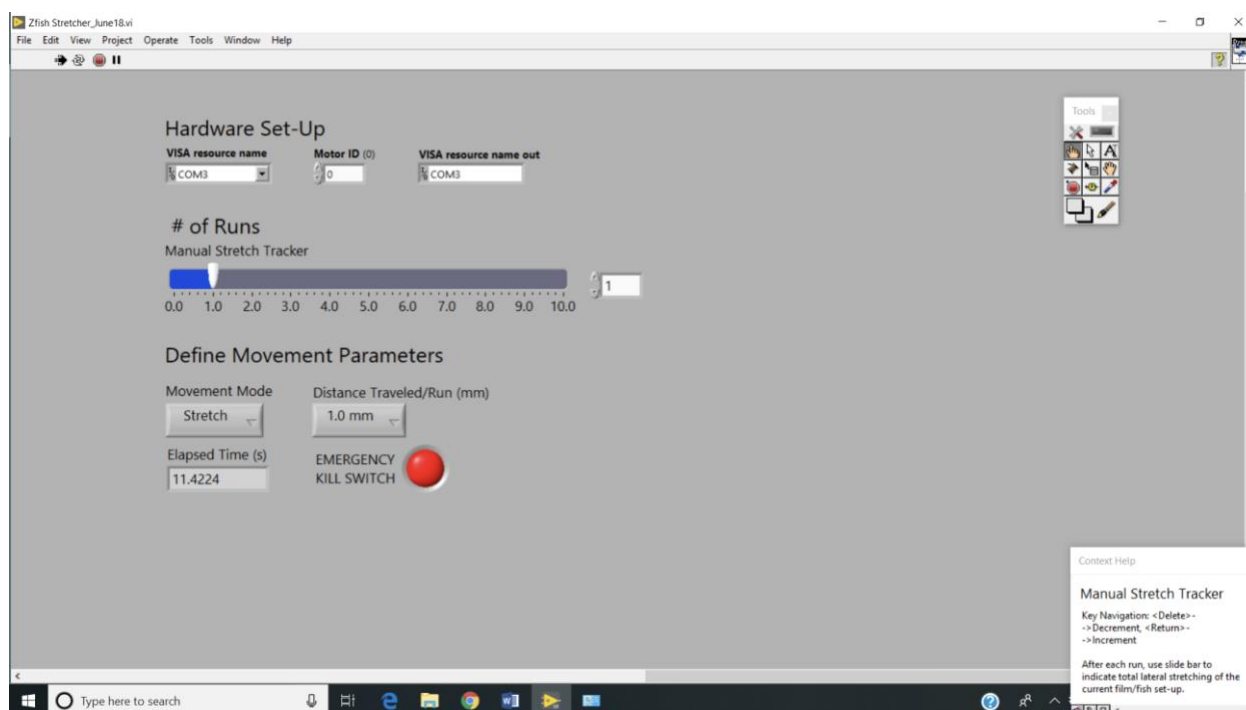 Zfish Stretcher_June18.vi
File Edit View Project Operate Tools Window Help
Tools
Hardware Set-Up
VISA resource name Motor ID (0) VISA resource name out
COM3 0 COM3
# of Runs
Manual Stretch Tracker
1
0.0 1.0 2.0 3.0 4.0 5.0 6.0 7.0 8.0 9.0 10.0
Define Movement Parameters
Movement Mode Distance Traveled/Run (mm)
Stretch 1.0 mm
Elapsed Time (s)
11.4224
EMERGENCY
KILL SWITCH
Context Help
Manual Stretch Tracker
Key Navigation: <Delete>-
->Decrement, <Return>-
->Increment
After each run, use slide bar to
indicate total lateral stretching of the
current film/fish set-up.
Type here to search